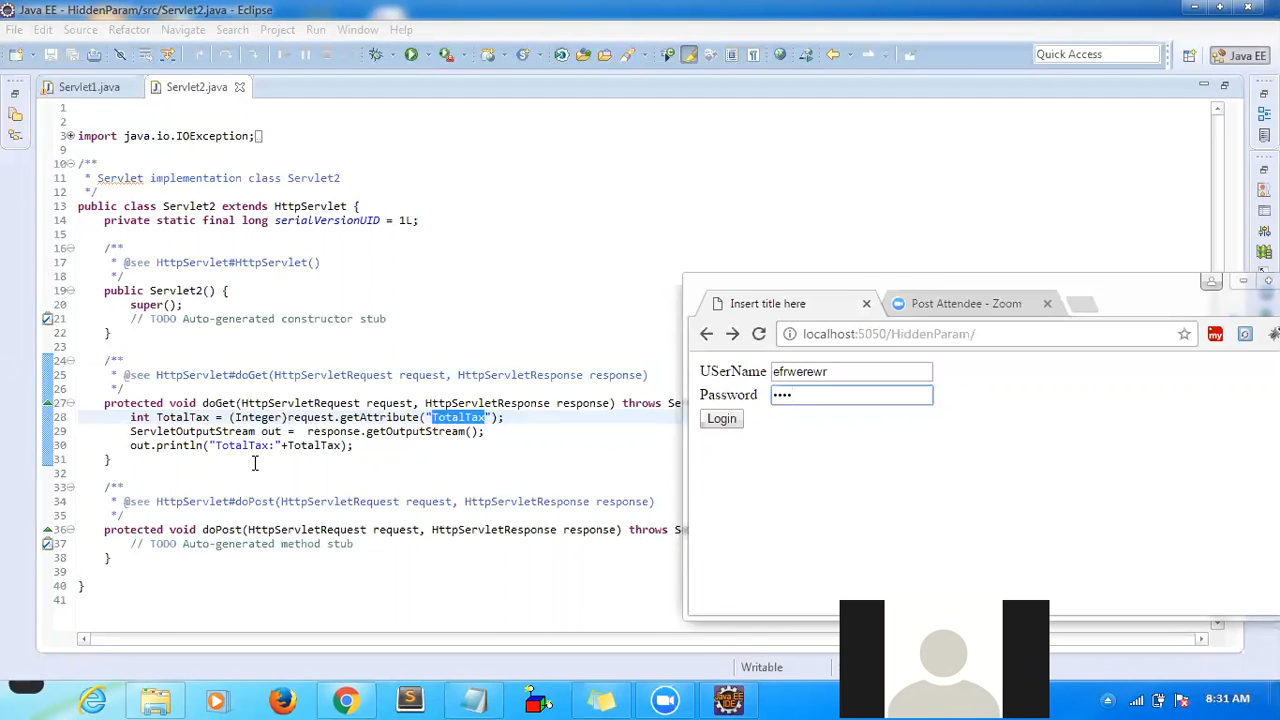 Java EE - HiddenParam/src/Servlet2.java - Eclipse
File Edit Source Refactor Navigate Search Project Run Window Help
Quick Access
Java EE
Servlet1.java
Servlet2.java
1
2
3 import java.io.IOException;
9
10 /**
11 * Servlet implementation class Servlet2
12 */
13 public class Servlet2 extends HttpServlet {
14 private static final long serialVersionUID = 1L;
15
16 /**
17 * @see HttpServlet#HttpServlet()
18 */
19 public Servlet2() {
20 super();
21 // TODO Auto-generated constructor stub
22 }
23
24 /**
25 * @see HttpServlet#doGet(HttpServletRequest request, HttpServletResponse response)
26 */
27 protected void doGet(HttpServletRequest request, HttpServletResponse response) throws Se
28 int TotalTax = (Integer)request.getAttribute("TotalTax");
29 ServletOutputStream out = response.getOutputStream();
30 out.println("TotalTax:"+TotalTax);
31 }
32
33 /**
34 * @see HttpServlet#doPost(HttpServletRequest request, HttpServletResponse response)
35 */
36 protected void doPost(HttpServletRequest request, HttpServletResponse response) throws Se
37 // TODO Auto-generated method stub
38 }
39
40 }
41
Insert title here
Post Attendee - Zoom
localhost:5050/HiddenParam/
my
USerName efrwerewr
Password ••••
Login
Writable
Java EE
IDE
8:31 AM